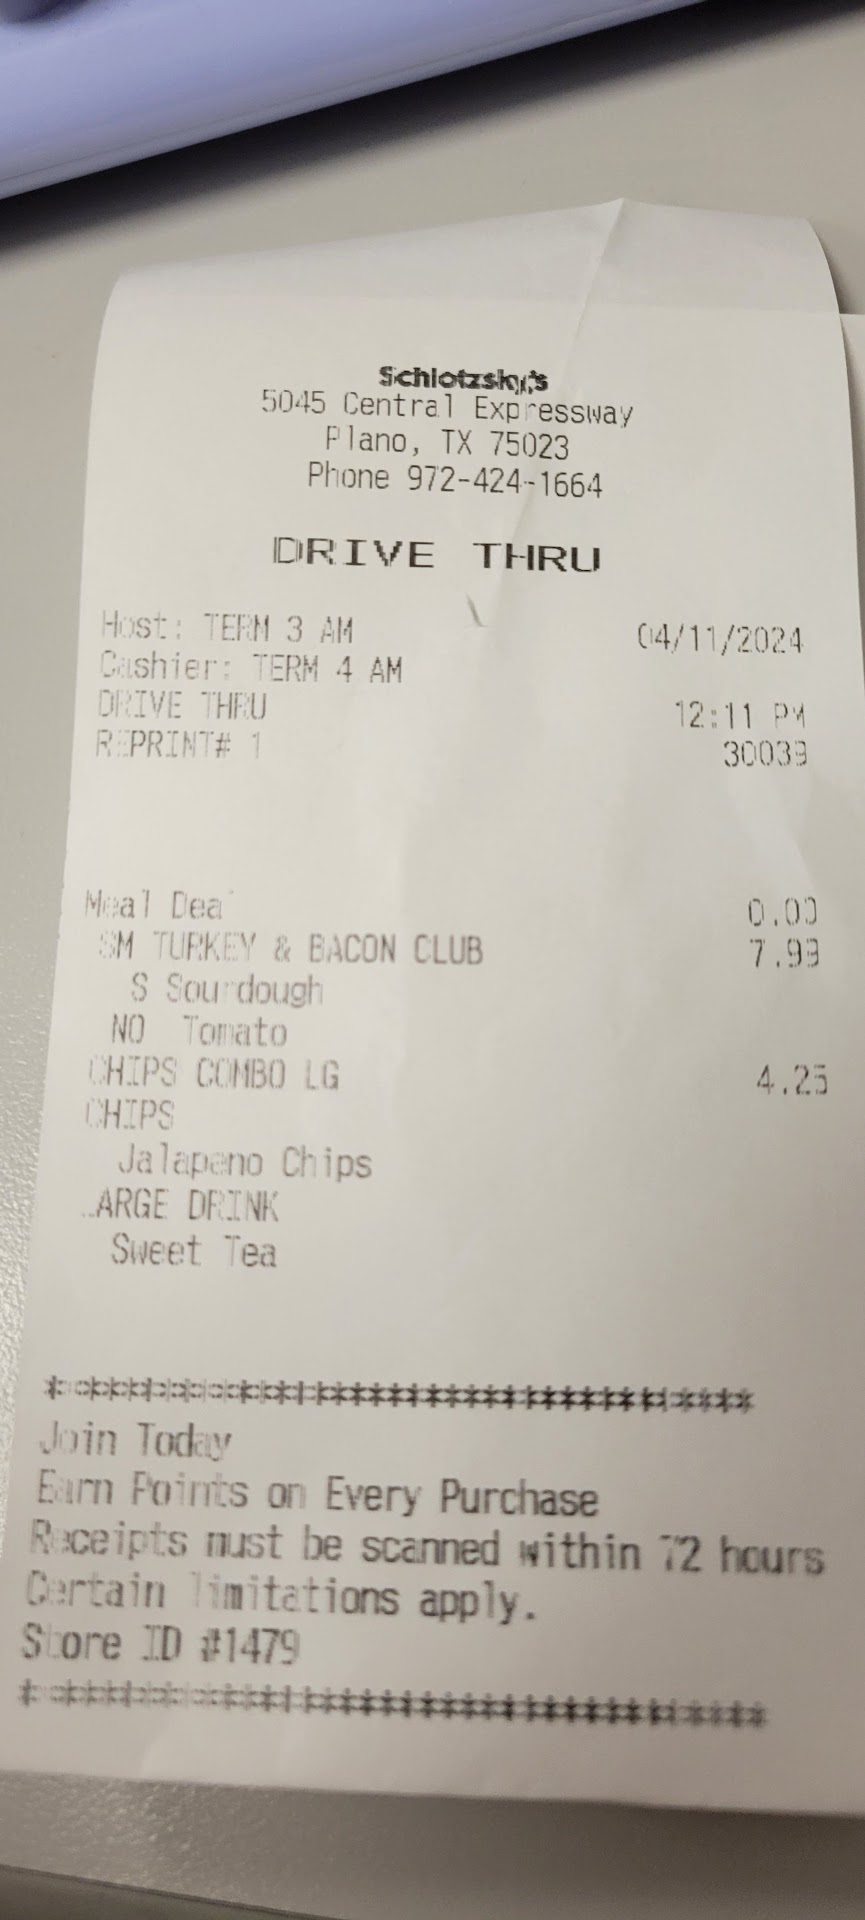 Schlotzsky's
5045 Central Expressway
Plano, TX 75023
Phone 972-424-1664
DRIVE THRU
Host: TERM 3 AM 04/11/2024
Cashier: TERM 4 AM
DRIVE THRU 12:11 PM
REPRINT# 1 30039
Meal Deal 0.00
SM TURKEY & BACON CLUB 7.99
S Sourdough
NO Tomato
CHIPS COMBO LG 4.25
CHIPS
Jalapeno Chips
LARGE DRINK
Sweet Tea
Join Today
Earn Points on Every Purchase
Receipts must be scanned within 72 hours
Certain limitations apply.
Store ID #1479